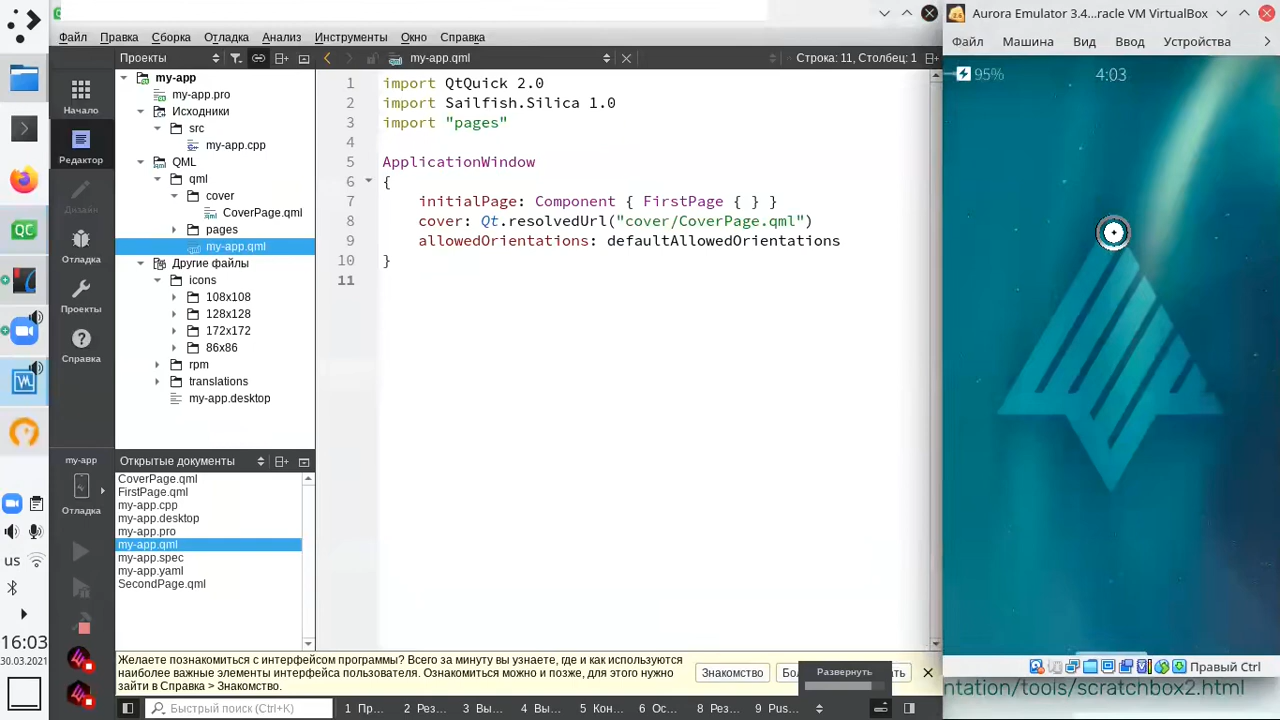 Aurora Emulator 3.4...racle VM VirtualBox
Файл Правка Сборка Отладка Анализ Инструменты Окно Справка
Файл Машина Вид Ввод Устройства
Проекты
my-app.qml
Строка: 11, Столбец: 1
95%
4:03
Начало
Редактор
Дизайн
Отладка
Проекты
Справка
my-app
Отладка
us
16:03
30.03.2021
my-app
my-app.pro
Исходники
src
my-app.cpp
QML
qml
cover
CoverPage.qml
pages
my-app.qml
Другие файлы
icons
108x108
128x128
172x172
86x86
rpm
translations
my-app.desktop
Открытые документы
CoverPage.qml
FirstPage.qml
my-app.cpp
my-app.desktop
my-app.pro
my-app.qml
my-app.spec
my-app.yaml
SecondPage.qml
1 import QtQuick 2.0
2 import Sailfish.Silica 1.0
3 import "pages"
4
5 ApplicationWindow
6 {
7 initialPage: Component { FirstPage { } }
8 cover: Qt.resolvedUrl("cover/CoverPage.qml")
9 allowedOrientations: defaultAllowedOrientations
10 }
11
Желаете познакомиться с интерфейсом программы? Всего за минуту вы узнаете, где и как используются
наиболее важные элементы интерфейса пользователя. Ознакомиться можно и позже, для этого нужно
зайти в Справка > Знакомство.
Знакомство
Развернуть
Быстрый поиск (Ctrl+K)
1 Пр... 2 Рез... 3 Вы... 4 Вы... 5 Кон... 6 Ос... 8 Рез... 9 Pus...
Правый Ctrl
ntation/tools/scratchbox2.html